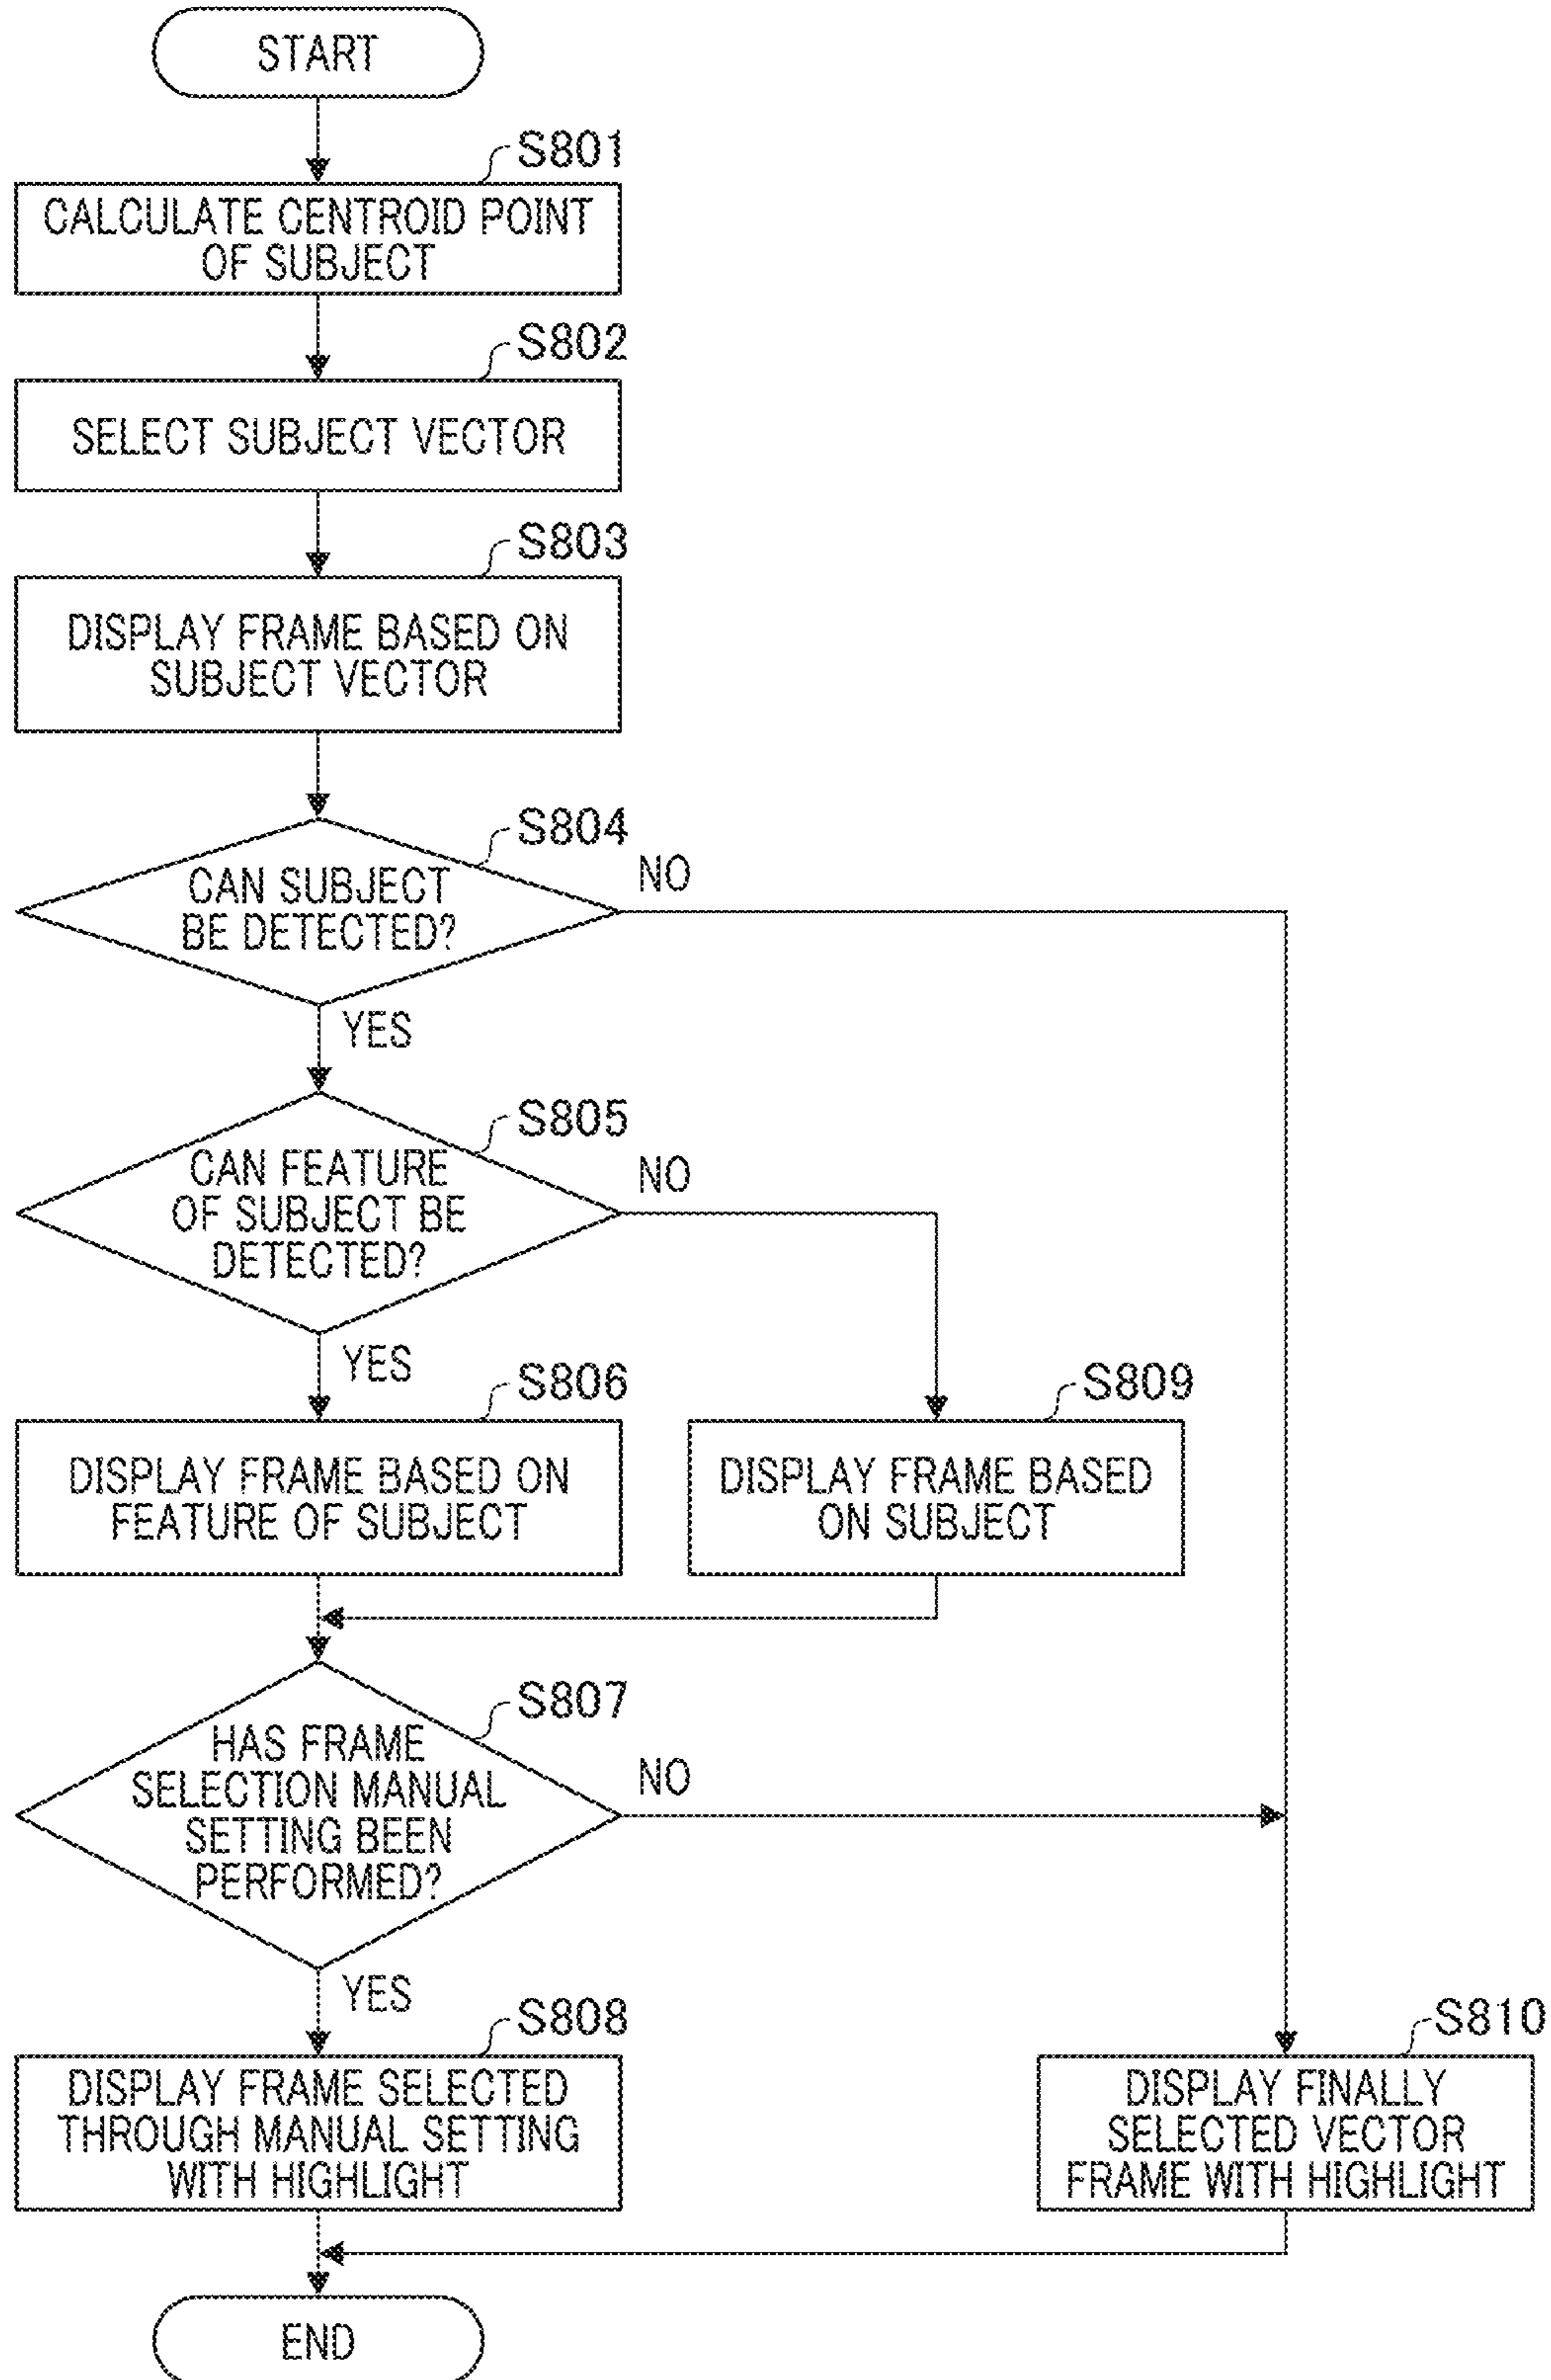 START
S801
CALCULATE CENTROID POINT
OF SUBJECT
S802
SELECT SUBJECT VECTOR
S803
DISPLAY FRAME BASED ON
SUBJECT VECTOR
S804
CAN SUBJECT
BE DETECTED?
NO
YES
S805
CAN FEATURE
OF SUBJECT BE
DETECTED?
NO
YES
S806
DISPLAY FRAME BASED ON
FEATURE OF SUBJECT
S809
DISPLAY FRAME BASED
ON SUBJECT
S807
HAS FRAME
SELECTION MANUAL
SETTING BEEN
PERFORMED?
NO
YES
S808
DISPLAY FRAME SELECTED
THROUGH MANUAL SETTING
WITH HIGHLIGHT
S810
DISPLAY FINALLY
SELECTED VECTOR
FRAME WITH HIGHLIGHT
END